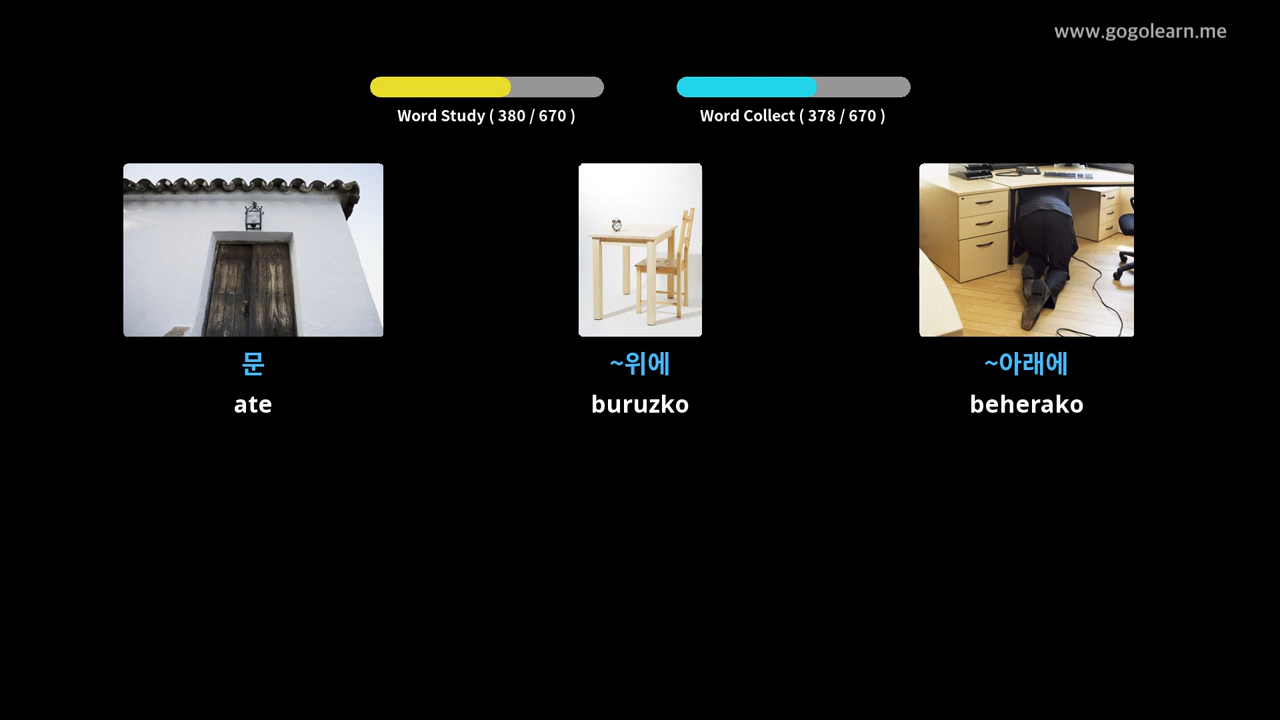 www.gogolearn.me
Word Study ( 380 / 670 )
Word Collect ( 378 / 670 )
문
ate
~위에
buruzko
~아래에
beherako